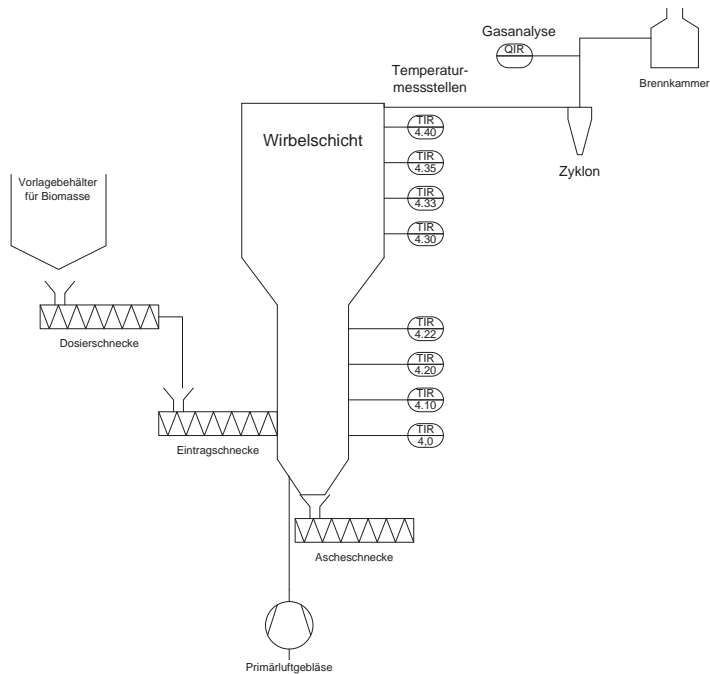 Gasanalyse
QIR
Brennkammer
Temperatur-
messstellen
TIR
4.40
Wirbelschicht
TIR
4.35
Zyklon
Vorlagebehälter
für Biomasse
TIR
4.33
TIR
4.30
TIR
4.22
Dosierschnecke
TIR
4.20
TIR
4.10
TIR
4,0
Eintragschnecke
Ascheschnecke
Primärluftgebläse